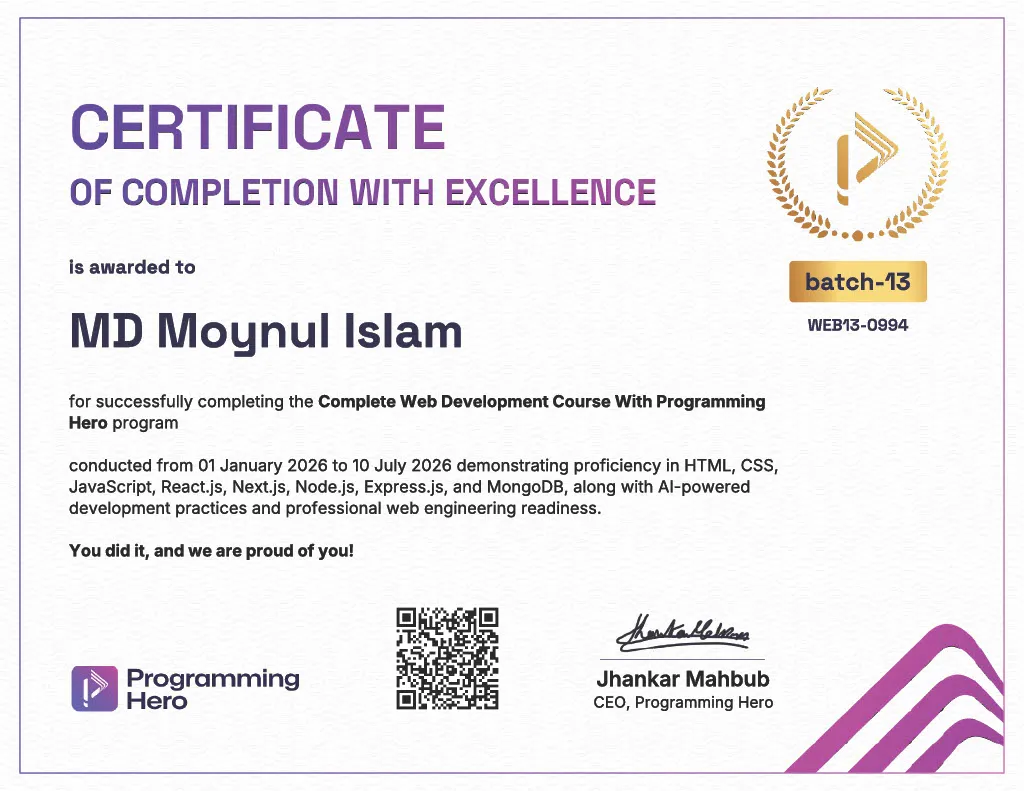 CERTIFICATE
OF COMPLETION WITH EXCELLENCE
is awarded to
MD Moynul Islam
batch-13
WEB13-0994
for successfully completing the Complete Web Development Course With Programming
Hero program
conducted from 01 January 2026 to 10 July 2026 demonstrating proficiency in HTML, CSS,
JavaScript, React.js, Next.js, Node.js, Express.js, and MongoDB, along with AI-powered
development practices and professional web engineering readiness.
You did it, and we are proud of you!
Programming
Hero
Jhankar Mahbub
CEO, Programming Hero